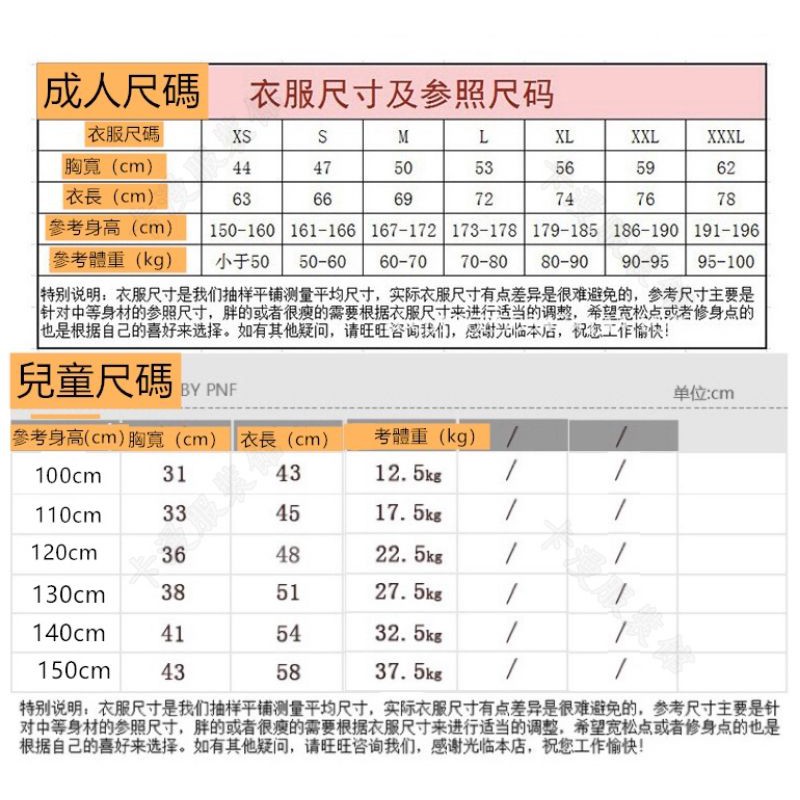 成人尺碼 衣服尺寸及参照尺码
衣服尺碼 XS S M L XL XXL XXXL
胸寬（cm） 44 47 50 53 56 59 62
衣長（cm） 63 66 69 72 74 76 78
參考身高（cm） 150-160 161-166 167-172 173-178 179-185 186-190 191-196
參考體重（kg） 小于50 50-60 60-70 70-80 80-90 90-95 95-100
特别说明：衣服尺寸是我们抽样平铺测量平均尺寸，实际衣服尺寸有点差异是很难避免的，参考尺寸主要是
针对中等身材的参照尺寸，胖的或者很瘦的需要根据衣服尺寸来进行适当的调整，希望宽松点或者修身点的
也是根据自己的喜好来选择。如有其他疑问，请旺旺咨询我们，感谢光临本店，祝您工作愉快！
兒童尺碼 BY PNF 单位:cm
參考身高(cm) 胸寬（cm） 衣長（cm） 考體重（kg） / /
100cm 31 43 12.5kg / /
110cm 33 45 17.5kg / /
120cm 36 48 22.5kg / /
130cm 38 51 27.5kg / /
140cm 41 54 32.5kg / /
150cm 43 58 37.5kg / /
特别说明：衣服尺寸是我们抽样平铺测量平均尺寸，实际衣服尺寸有点差异是很难避免的，参考尺寸主要是针
对中等身材的参照尺寸，胖的或者很瘦的需要根据衣服尺寸来进行适当的调整，希望宽松点或者修身点的也是
根据自己的喜好来选择。如有其他疑问，请旺旺咨询我们，感谢光临本店，祝您工作愉快！
卡漫服裝館
卡漫服裝館
卡漫服裝館
卡漫服裝館